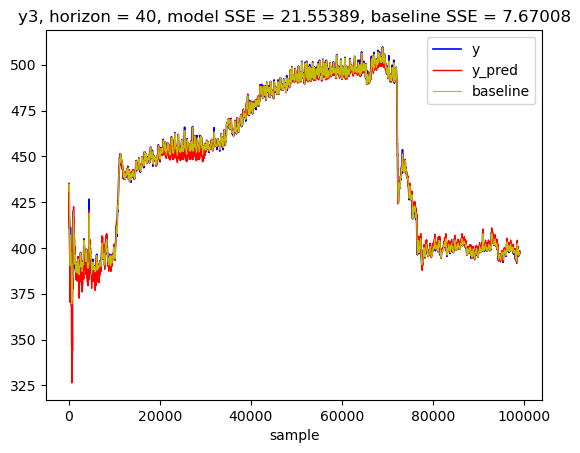 y3, horizon = 40, model SSE = 21.55389, baseline SSE = 7.67008
y
y_pred
baseline
500
475
450
425
400
375
350
325
0 20000 40000 60000 80000 100000
sample